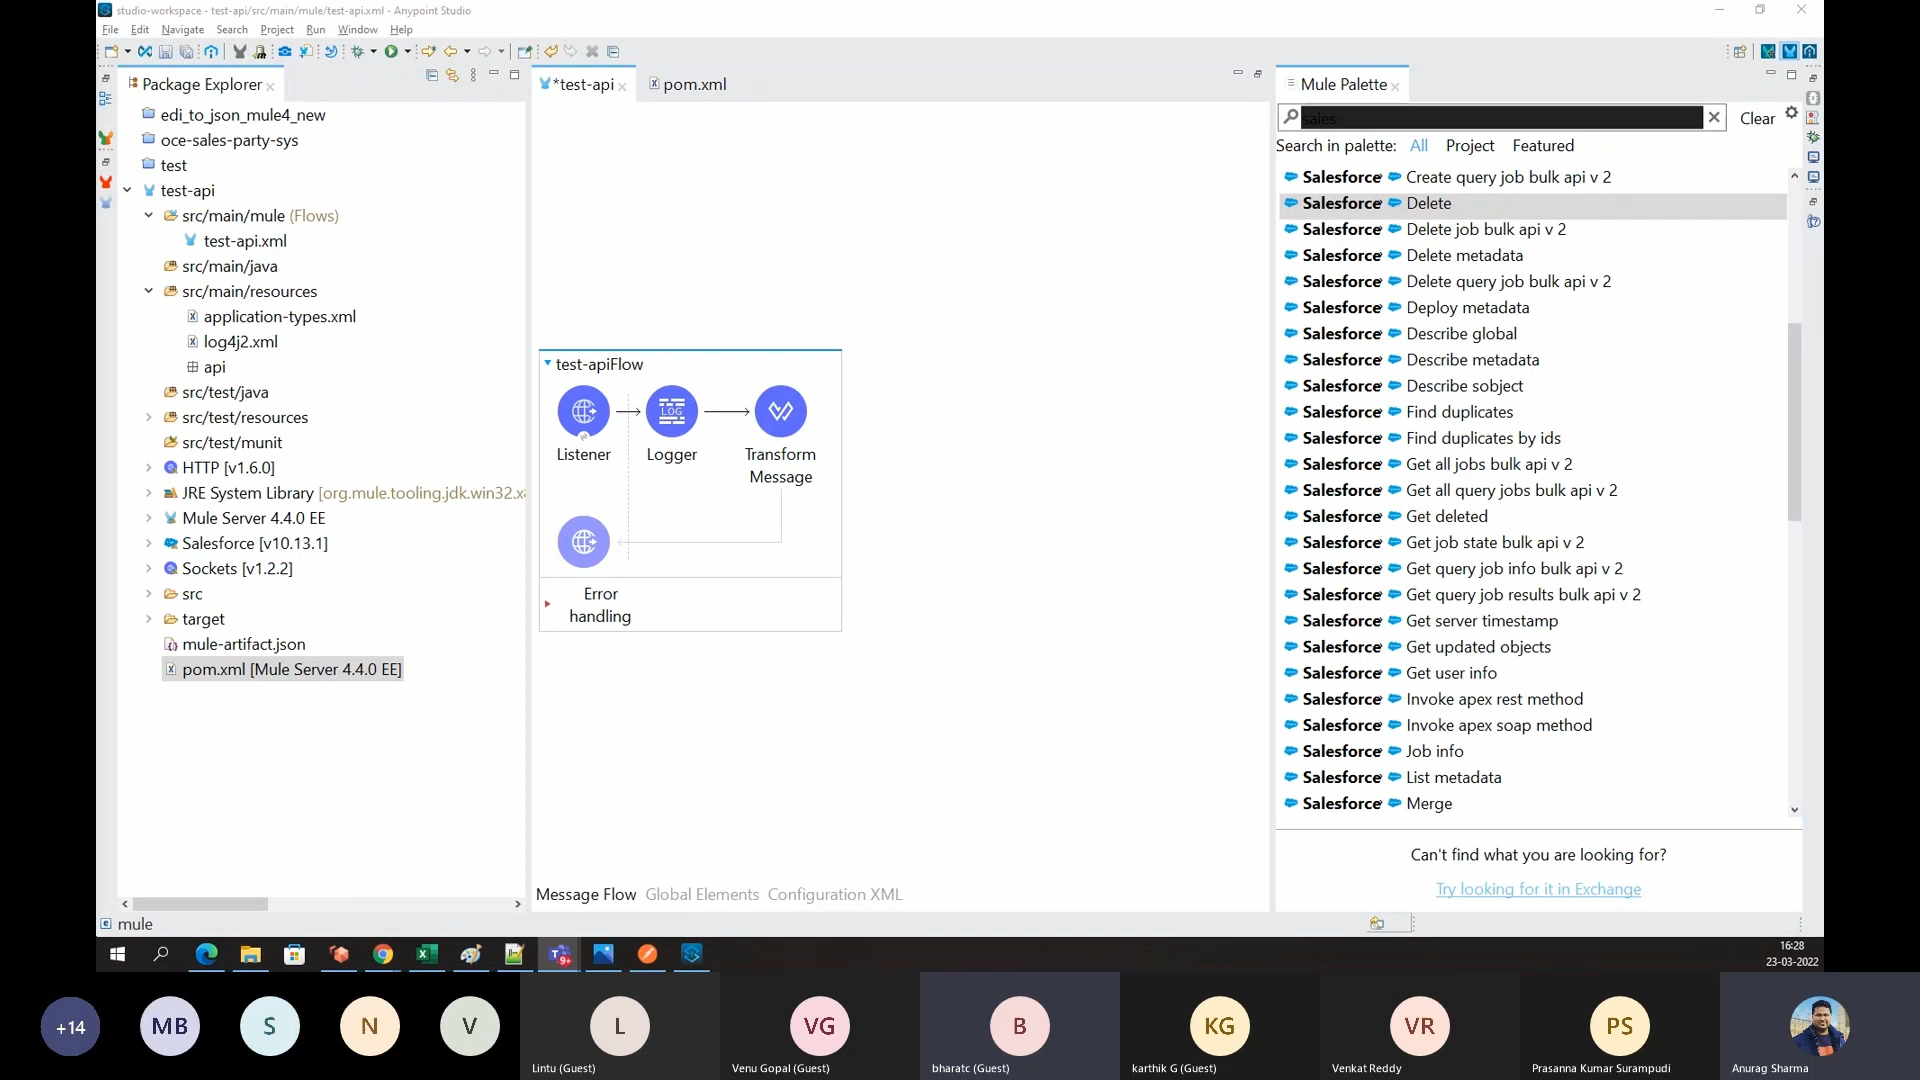 studio-workspace - test-api/src/main/mule/test-api.xml - Anypoint Studio
File Edit Navigate Search Project Run Window Help
Package Explorer
edi_to_json_mule4_new
oce-sales-party-sys
test
test-api
src/main/mule (Flows)
test-api.xml
src/main/java
src/main/resources
application-types.xml
log4j2.xml
api
src/test/java
src/test/resources
src/test/munit
HTTP [v1.6.0]
JRE System Library [org.mule.tooling.jdk.win32.x
Mule Server 4.4.0 EE
Salesforce [v10.13.1]
Sockets [v1.2.2]
src
target
mule-artifact.json
pom.xml [Mule Server 4.4.0 EE]
*test-api
pom.xml
test-apiFlow
LOG
Listener
Logger
Transform
Message
Error
handling
Message Flow Global Elements Configuration XML
Mule Palette
sales
Clear
Search in palette: All Project Featured
Salesforce Create query job bulk api v 2
Salesforce Delete
Salesforce Delete job bulk api v 2
Salesforce Delete metadata
Salesforce Delete query job bulk api v 2
Salesforce Deploy metadata
Salesforce Describe global
Salesforce Describe metadata
Salesforce Describe sobject
Salesforce Find duplicates
Salesforce Find duplicates by ids
Salesforce Get all jobs bulk api v 2
Salesforce Get all query jobs bulk api v 2
Salesforce Get deleted
Salesforce Get job state bulk api v 2
Salesforce Get query job info bulk api v 2
Salesforce Get query job results bulk api v 2
Salesforce Get server timestamp
Salesforce Get updated objects
Salesforce Get user info
Salesforce Invoke apex rest method
Salesforce Invoke apex soap method
Salesforce Job info
Salesforce List metadata
Salesforce Merge
Can't find what you are looking for?
Try looking for it in Exchange
mule
9+
16:28
23-03-2022
+14
MB
S
N
V
L
VG
B
KG
VR
PS
Lintu (Guest)
Venu Gopal (Guest)
bharatc (Guest)
karthik G (Guest)
Venkat Reddy
Prasanna Kumar Surampudi
Anurag Sharma